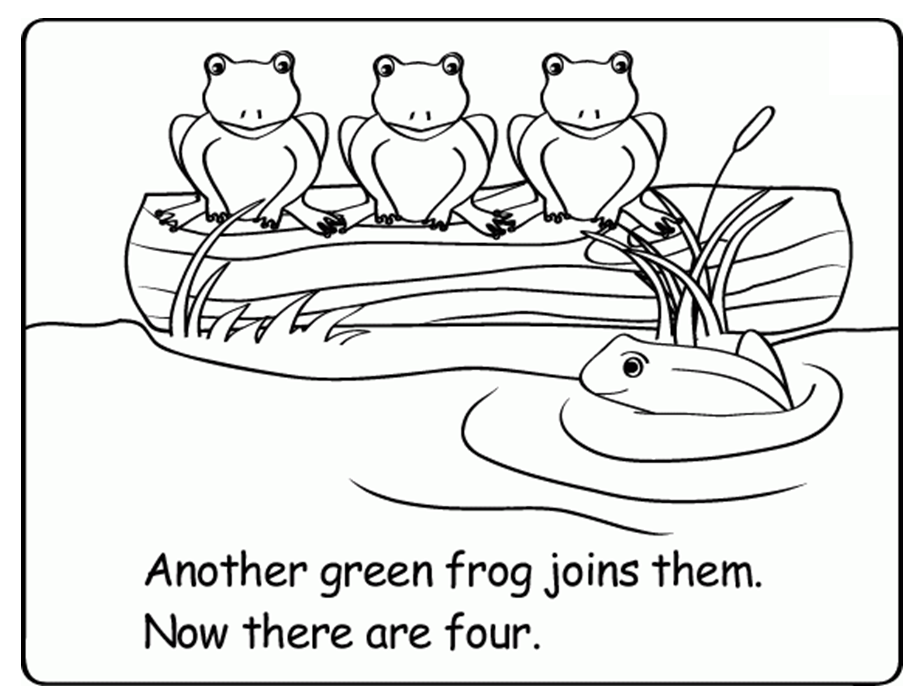 Another green frog joins them.
Now there are four.